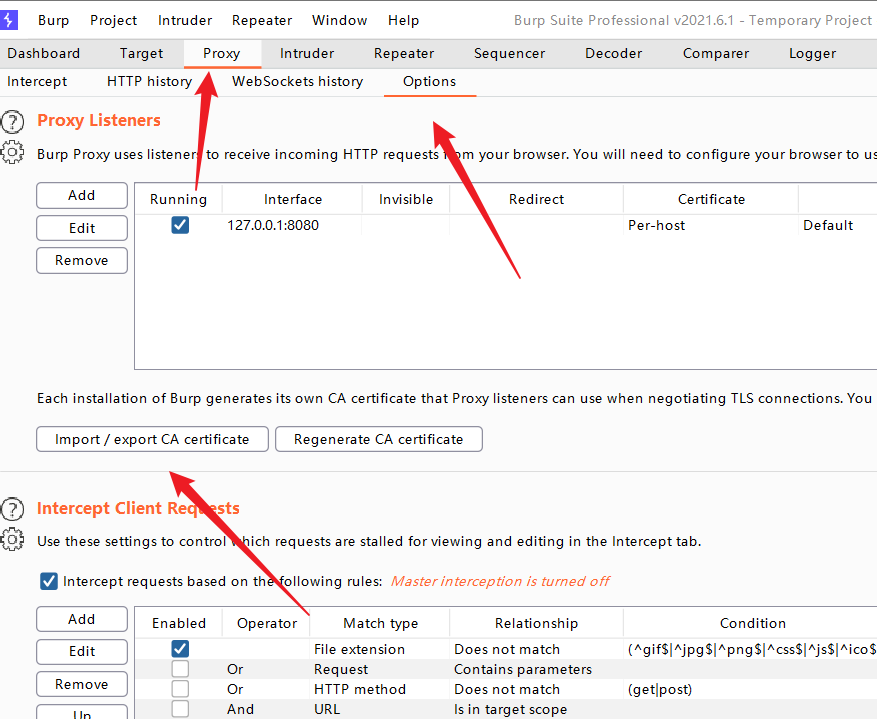 Burp Project Intruder Repeater Window Help Burp Suite Professional v2021.6.1 - Temporary Project
Dashboard Target Proxy Intruder Repeater Sequencer Decoder Comparer Logger
Intercept HTTP history WebSockets history Options
Proxy Listeners
Burp Proxy uses listeners to receive incoming HTTP requests from your browser. You will need to configure your browser to us
Add
Edit
Remove
Running Interface Invisible Redirect Certificate
127.0.0.1:8080 Per-host Default
Each installation of Burp generates its own CA certificate that Proxy listeners can use when negotiating TLS connections. You
Import / export CA certificate Regenerate CA certificate
Intercept Client Requests
Use these settings to control which requests are stalled for viewing and editing in the Intercept tab.
Intercept requests based on the following rules: Master interception is turned off
Add
Edit
Remove
Up
Enabled Operator Match type Relationship Condition
File extension Does not match (^gif$|^jpg$|^png$|^css$|^js$|^ico$
Or Request Contains parameters
Or HTTP method Does not match (get|post)
And URL Is in target scope